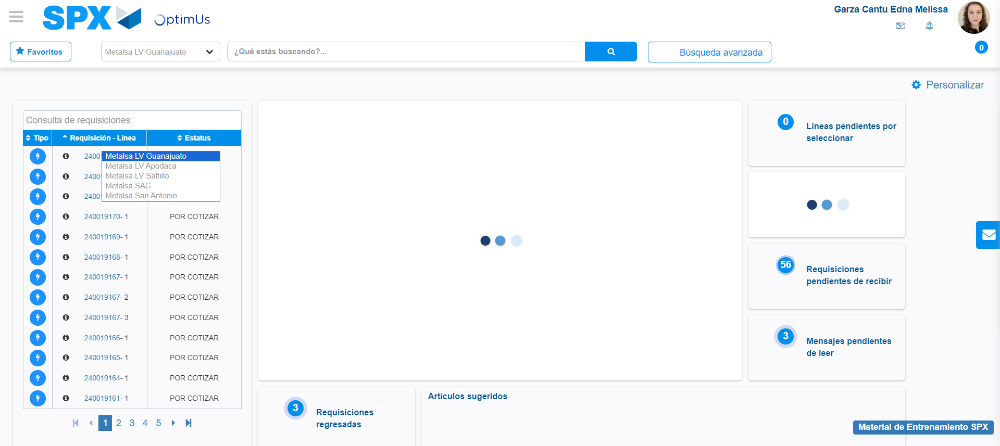 SPX
OptimUs
Garza Cantu Edna Melissa
Favoritos
Metalsa LV Guanajuato
¿Qué estás buscando?...
Búsqueda avanzada
0
Personalizar
Consulta de requisiciones
Tipo
Requisición - Línea
Estatus
2400
Metalsa LV Guanajuato
Metalsa LV Apodaca
2400
Metalsa LV Saltillo
Metalsa SAC
2400
Metalsa San Antonio
240019170- 1 POR COTIZAR
240019169- 1 POR COTIZAR
240019168- 1 POR COTIZAR
240019167- 1 POR COTIZAR
240019167- 2 POR COTIZAR
240019167- 3 POR COTIZAR
240019166- 1 POR COTIZAR
240019165- 1 POR COTIZAR
240019164- 1 POR COTIZAR
240019161- 1 POR COTIZAR
1 2 3 4 5
0
Lineas pendientes por
seleccionar
56
Requisiciones
pendientes de recibir
3
Mensajes pendientes
de leer
3
Requisiciones
regresadas
Artículos sugeridos
Material de Entrenamiento SPX